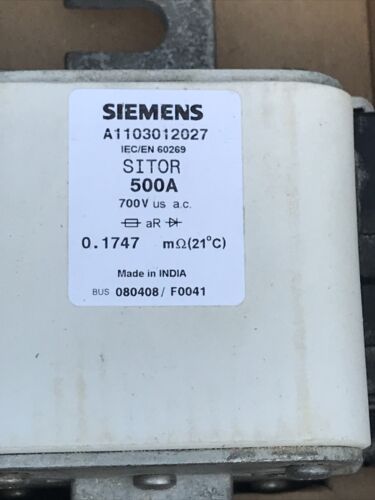 SIEMENS
A1103012027
IEC/EN 60269
SITOR
500A
700V us a.c.
aR
0.1747 mΩ(21°C)
Made in INDIA
BUS 080408/ F0041